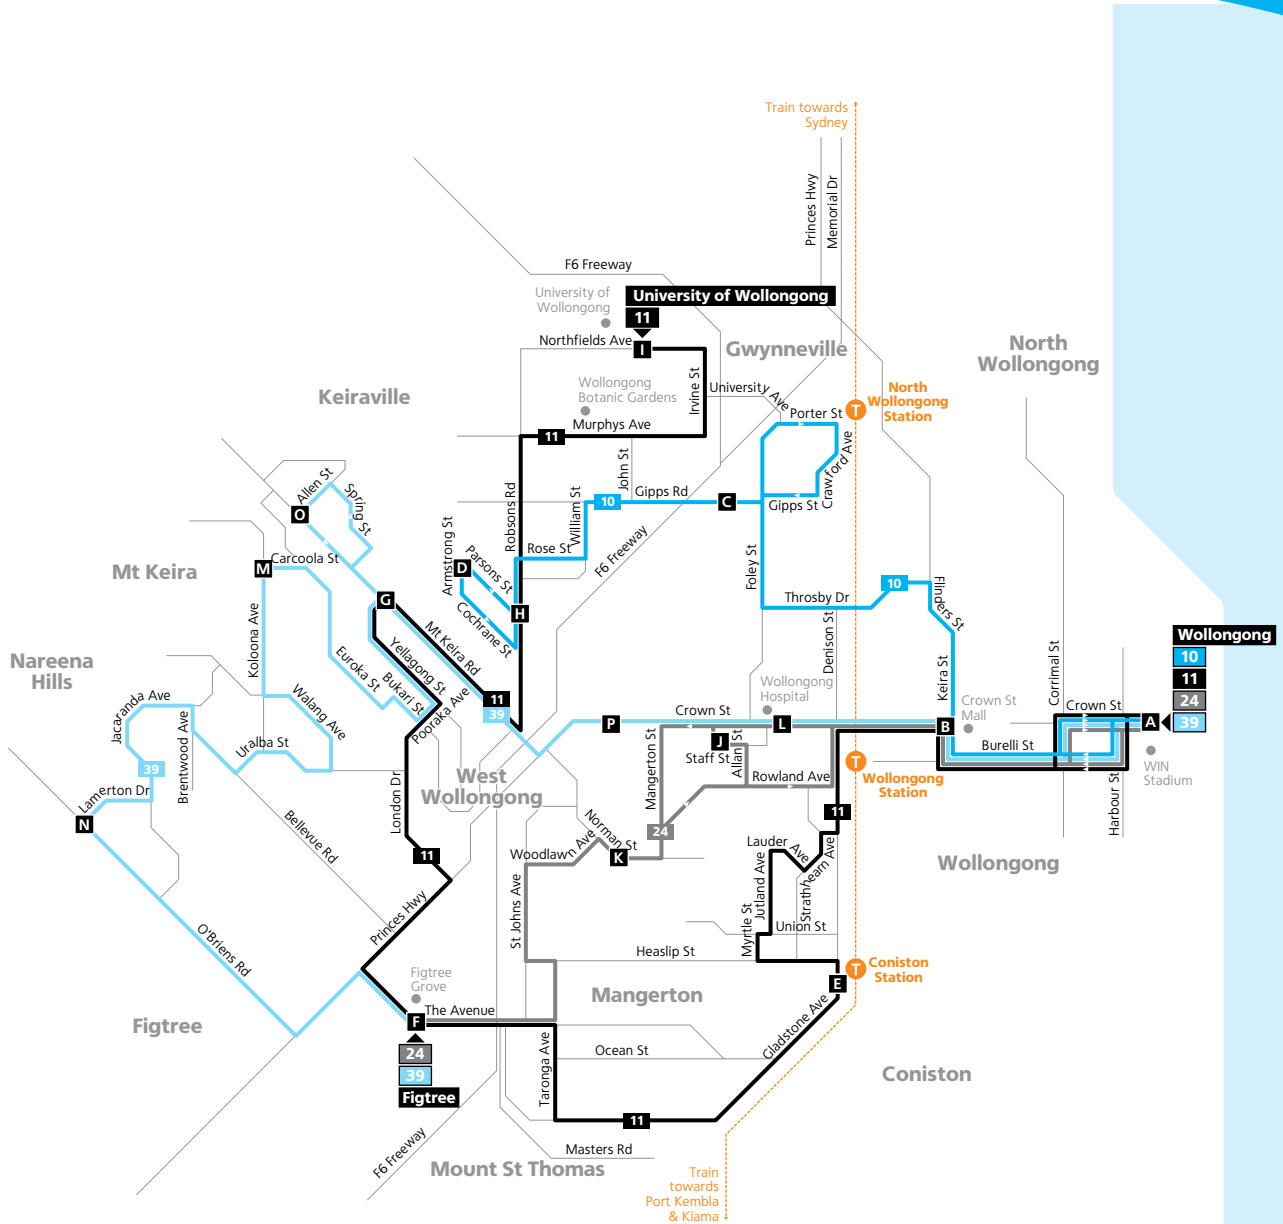 Train towards
Sydney
Princes Hwy
Memorial Dr
F6 Freeway
University of
Wollongong
University of Wollongong
11
Northfields Ave
I
Gwynneville
North
Wollongong
Keiraville
Wollongong
Botanic Gardens
Irvine St
University Ave
North
Wollongong
Station
T
Murphys Ave
11
Porter St
Crawford Ave
John St
Allen St
Spring St
O
Robsons Rd
William St
10
Gipps Rd
C
Gipps St
F6 Freeway
Mt Keira
Carcoola St
M
Armstrong St
Parsons St
D
Rose St
Foley St
10
Flinders St
Throsby Dr
G
Cochrane St
H
Koloona Ave
Mt Keira Rd
Yellagong St
Denison St
Wollongong
10
11
24
39
Nareena
Hills
Euroka St
Bukari St
Pooraka Ave
Keira St
Corrimal St
Jacaranda Ave
Walang Ave
11
39
Wollongong
Hospital
Crown St
Mall
Crown St
P
Crown St
L
B
A
Brentwood Ave
Uralba St
Mangerton St
J
Staff St
Allan St
Burelli St
WIN
Stadium
39
West
Wollongong
Rowland Ave
T
Wollongong
Station
Harbour St
Lamerton Dr
N
London Dr
Bellevue Rd
11
24
11
Norman St
Woodlawn Ave
K
Lauder Ave
Strathhearn Ave
Wollongong
Jutland Ave
Princes Hwy
St Johns Ave
Myrtle St
Union St
O'Briens Rd
Heaslip St
T
Coniston
Station
Figtree
Grove
E
Mangerton
Figtree
F
The Avenue
Gladstone Ave
24
39
Figtree
Taronga Ave
Ocean St
Coniston
11
F6 Freeway
Masters Rd
Mount St Thomas
Train
towards
Port Kembla
& Kiama